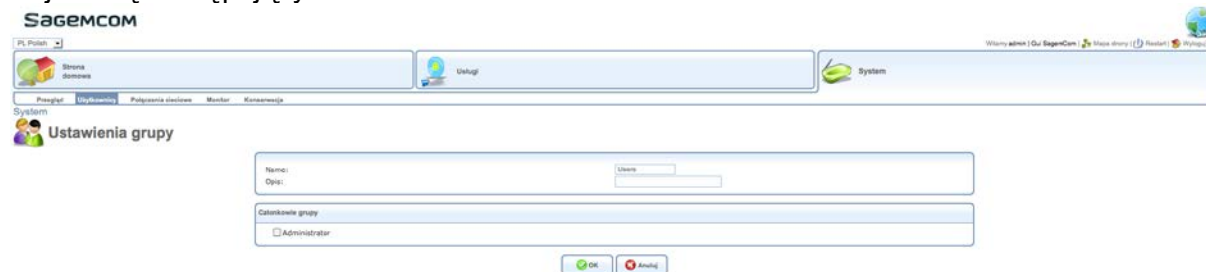 SAGEMCOM
PL Polish
Witamy admin | Gui SagemCom | Mapa strony | Restart | Wyloguj
Strona domowa
Usługi
System
Przegląd Użytkownicy Połączenia sieciowe Monitor Konserwacja
System
Ustawienia grupy
Name: Users
Opis:
Członkowie grupy
Administrator
OK Anuluj